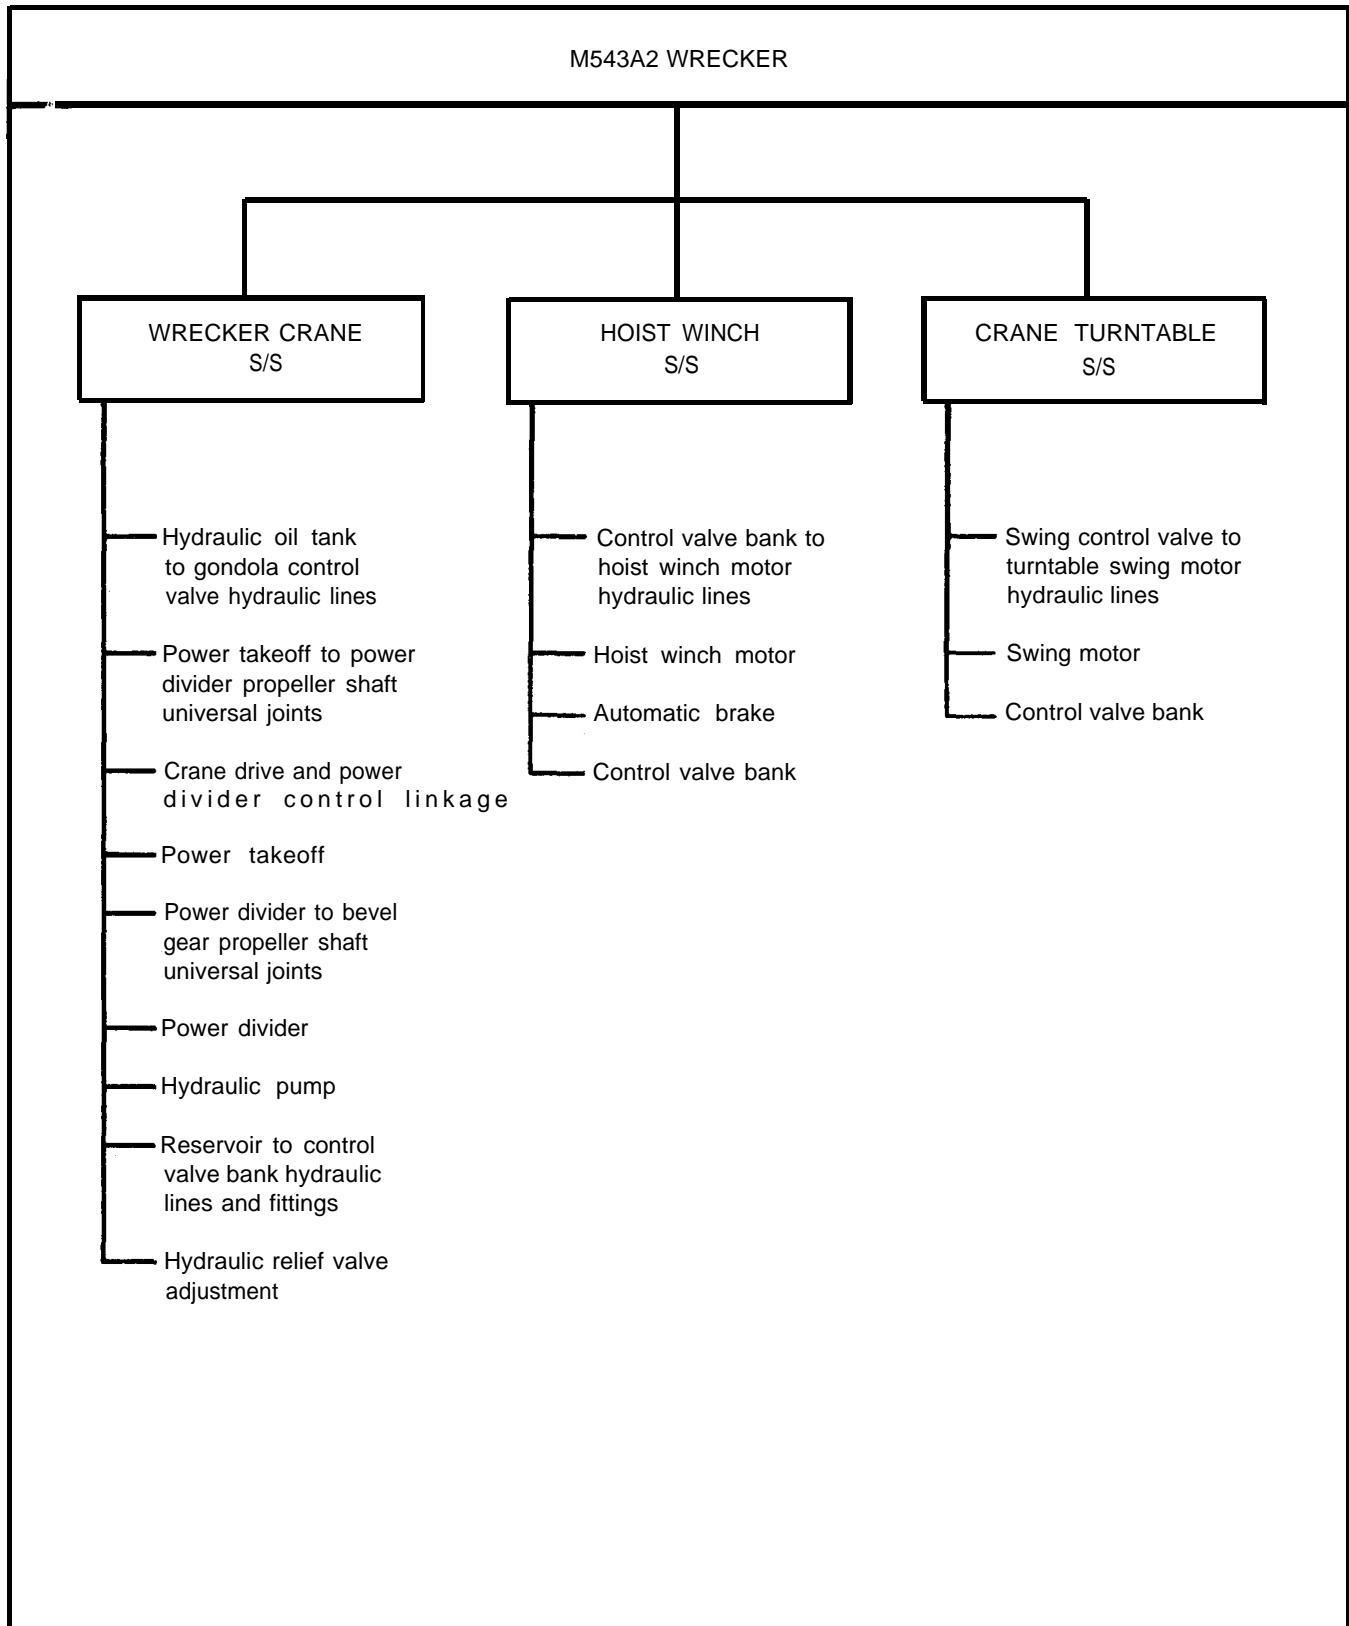 M543A2 WRECKER
WRECKER CRANE
S/S
Hydraulic oil tank
to gondola control
valve hydraulic lines
Power takeoff to power
divider propeller shaft
universal joints
Crane drive and power
divider control linkage
Power takeoff
Power divider to bevel
gear propeller shaft
universal joints
Power divider
Hydraulic pump
Reservoir to control
valve bank hydraulic
lines and fittings
Hydraulic relief valve
adjustment
HOIST WINCH
S/S
Control valve bank to
hoist winch motor
hydraulic lines
Hoist winch motor
Automatic brake
Control valve bank
CRANE TURNTABLE
S/S
Swing control valve to
turntable swing motor
hydraulic lines
Swing motor
Control valve bank